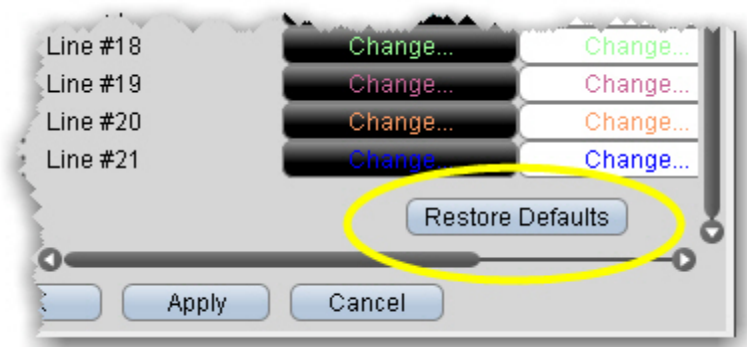 Line #18 Change... Change...
Line #19 Change... Change...
Line #20 Change... Change...
Line #21 Change... Change...
Restore Defaults
Apply Cancel